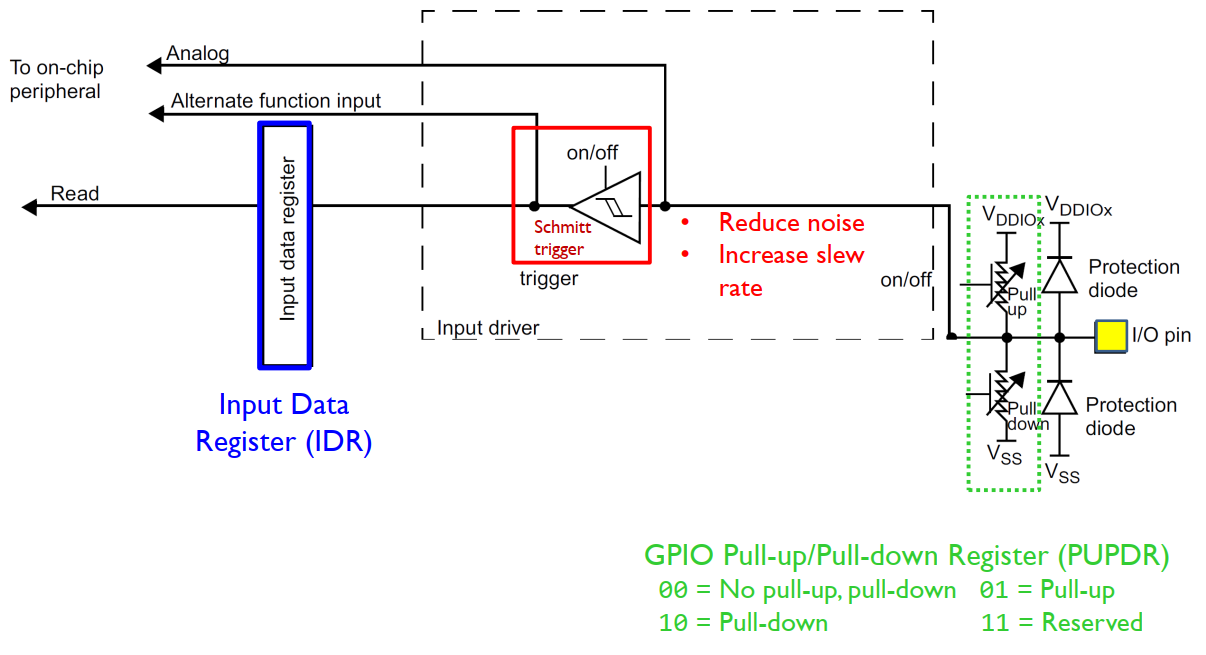 Analog
To on-chip
peripheral
Alternate function input
on/off
Read
Input data register
Schmitt
trigger
trigger
• Reduce noise
• Increase slew
rate
on/off
Input driver
VDDIOx
VDDIOx
Pull
up
Protection
diode
I/O pin
Pull
down
Protection
diode
VSS
VSS
Input Data
Register (IDR)
GPIO Pull-up/Pull-down Register (PUPDR)
00 = No pull-up, pull-down 01 = Pull-up
10 = Pull-down 11 = Reserved